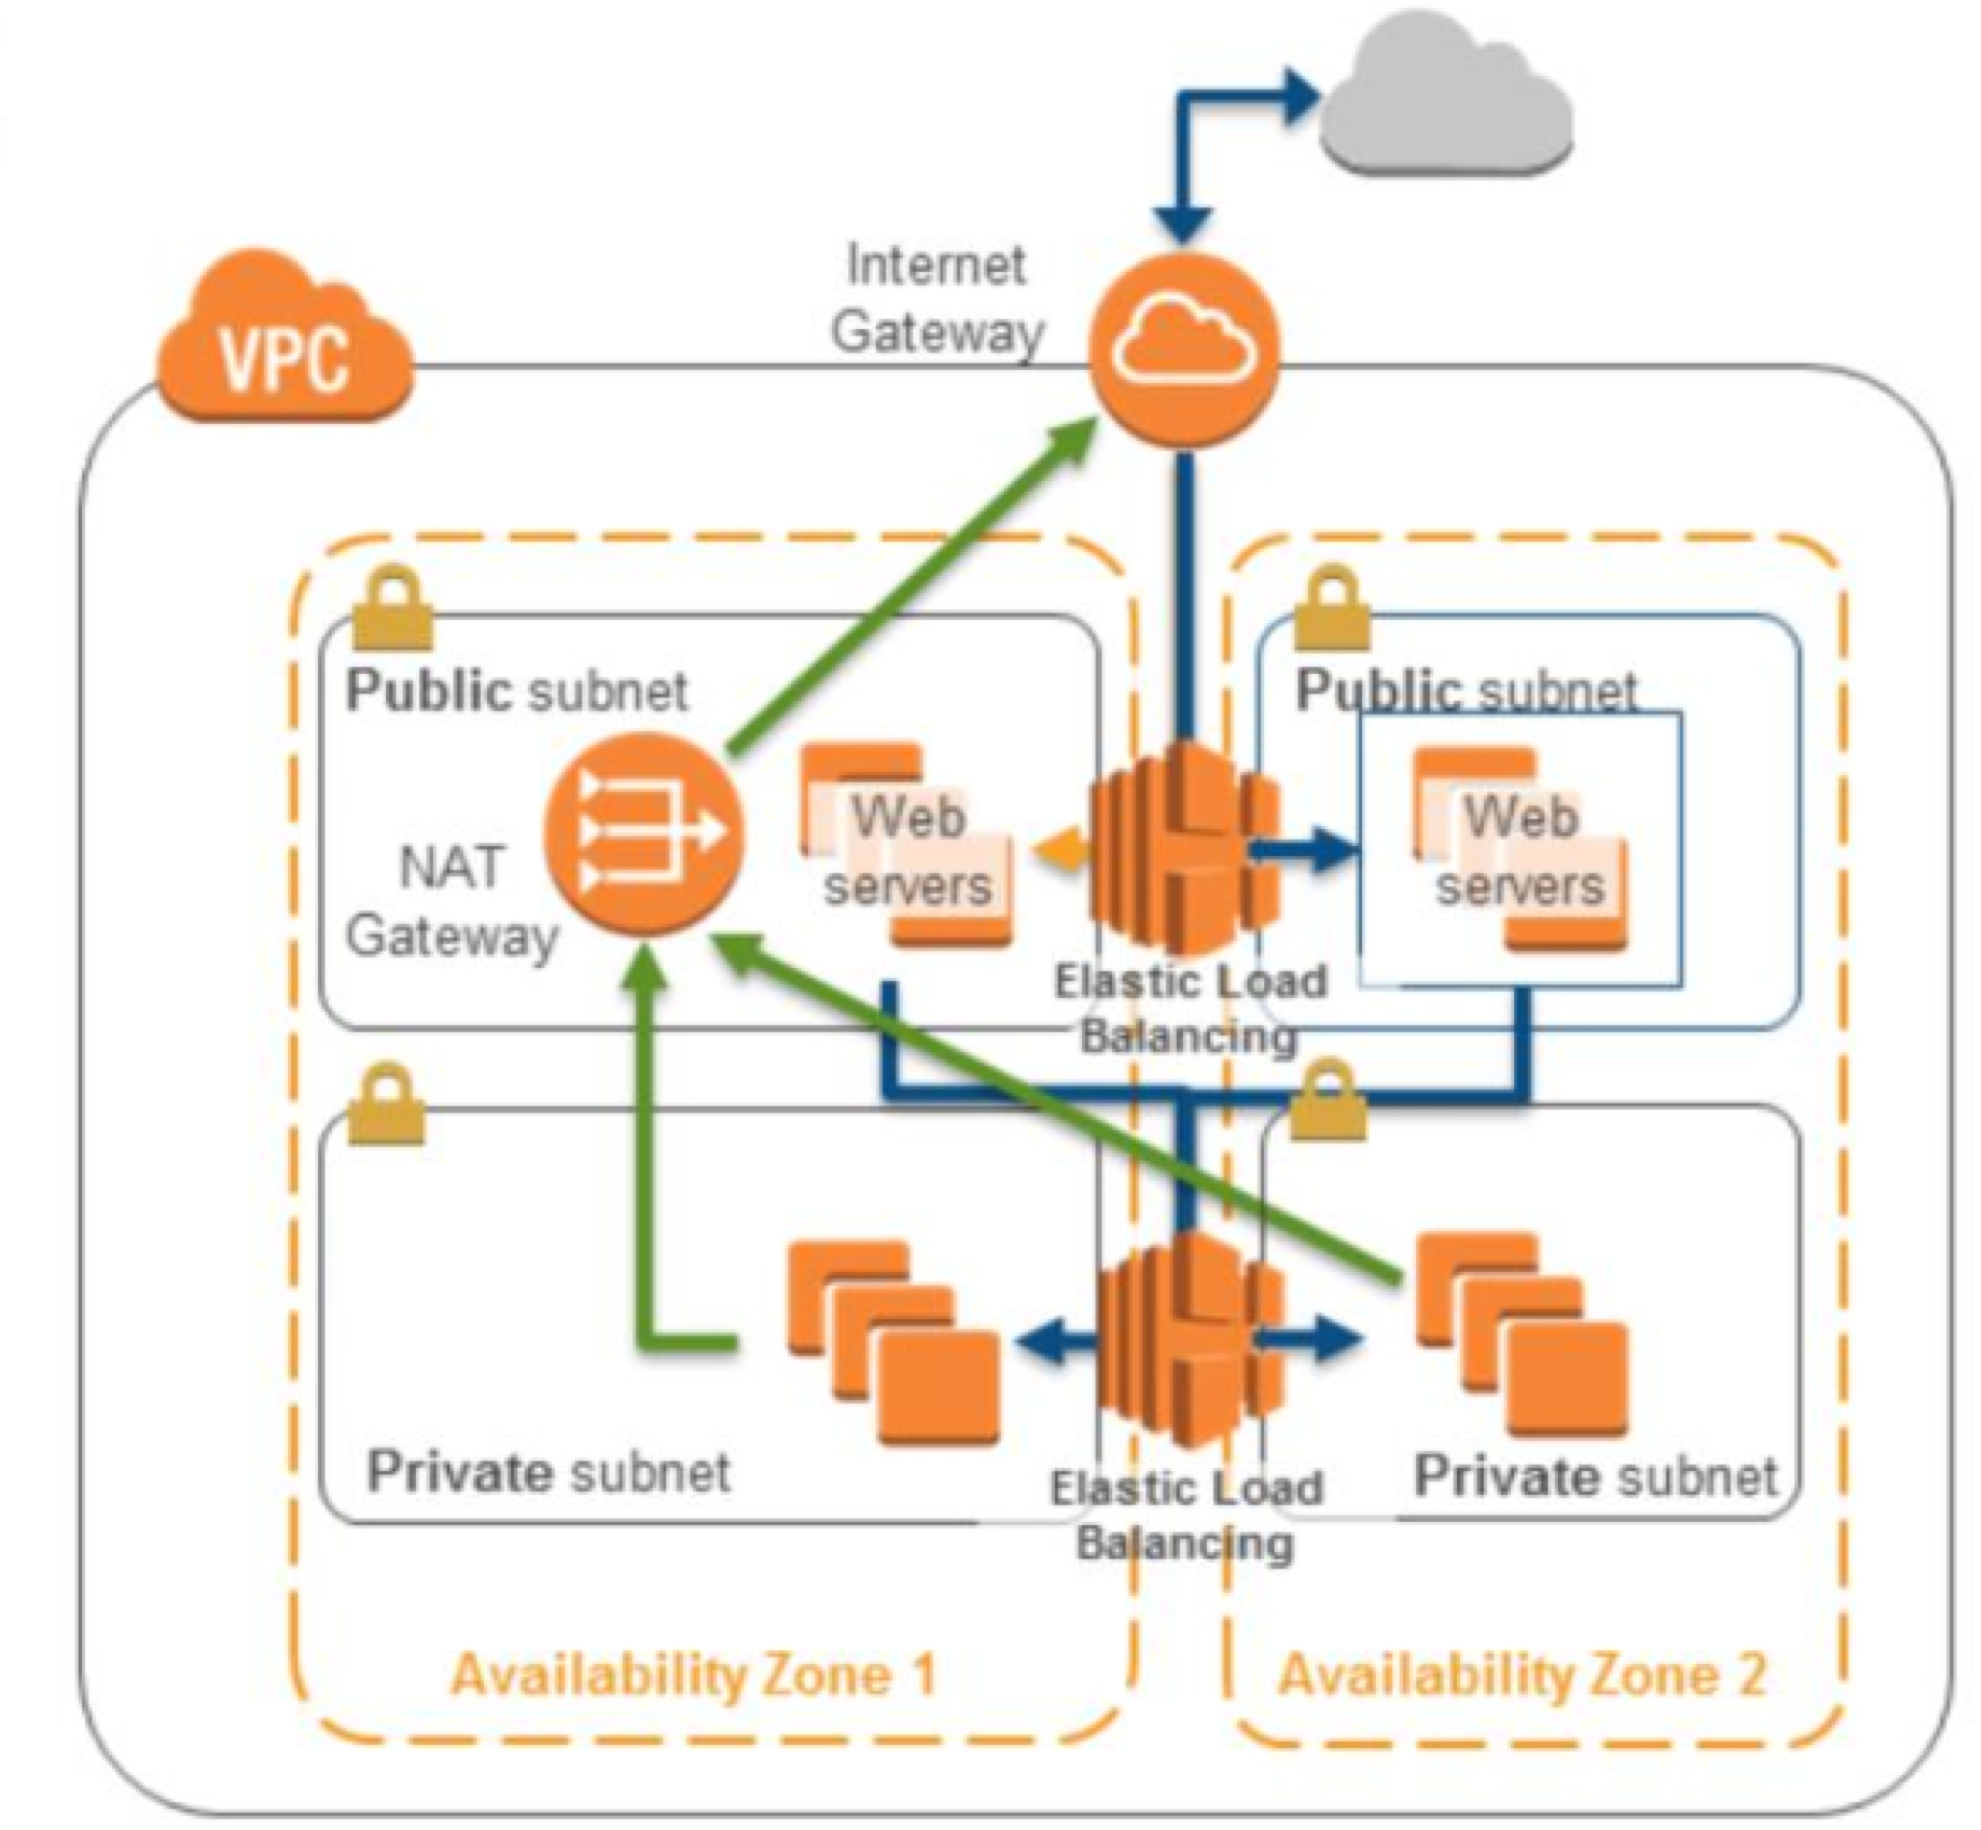 Internet
Gateway
VPC
Public subnet
Public subnet
NAT
Gateway
Web
servers
Web
servers
Elastic Load
Balancing
Private subnet
Private subnet
Elastic Load
Balancing
Availability Zone 1
Availability Zone 2